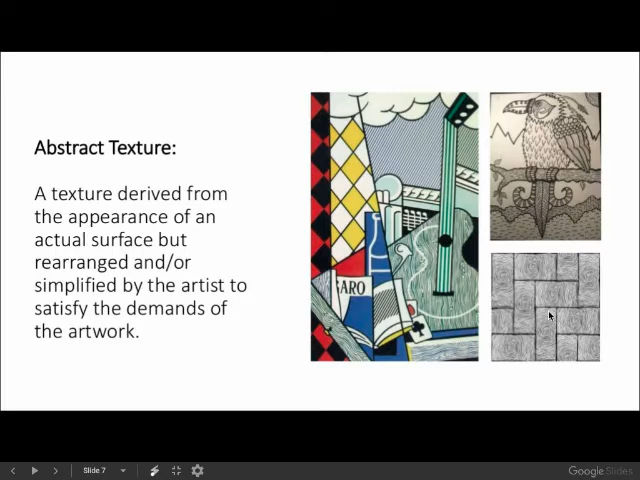 Abstract Texture:
A texture derived from
the appearance of an
actual surface but
rearranged and/or
simplified by the artist to
satisfy the demands of
the artwork.
ARO
Slide 7
Google Slides